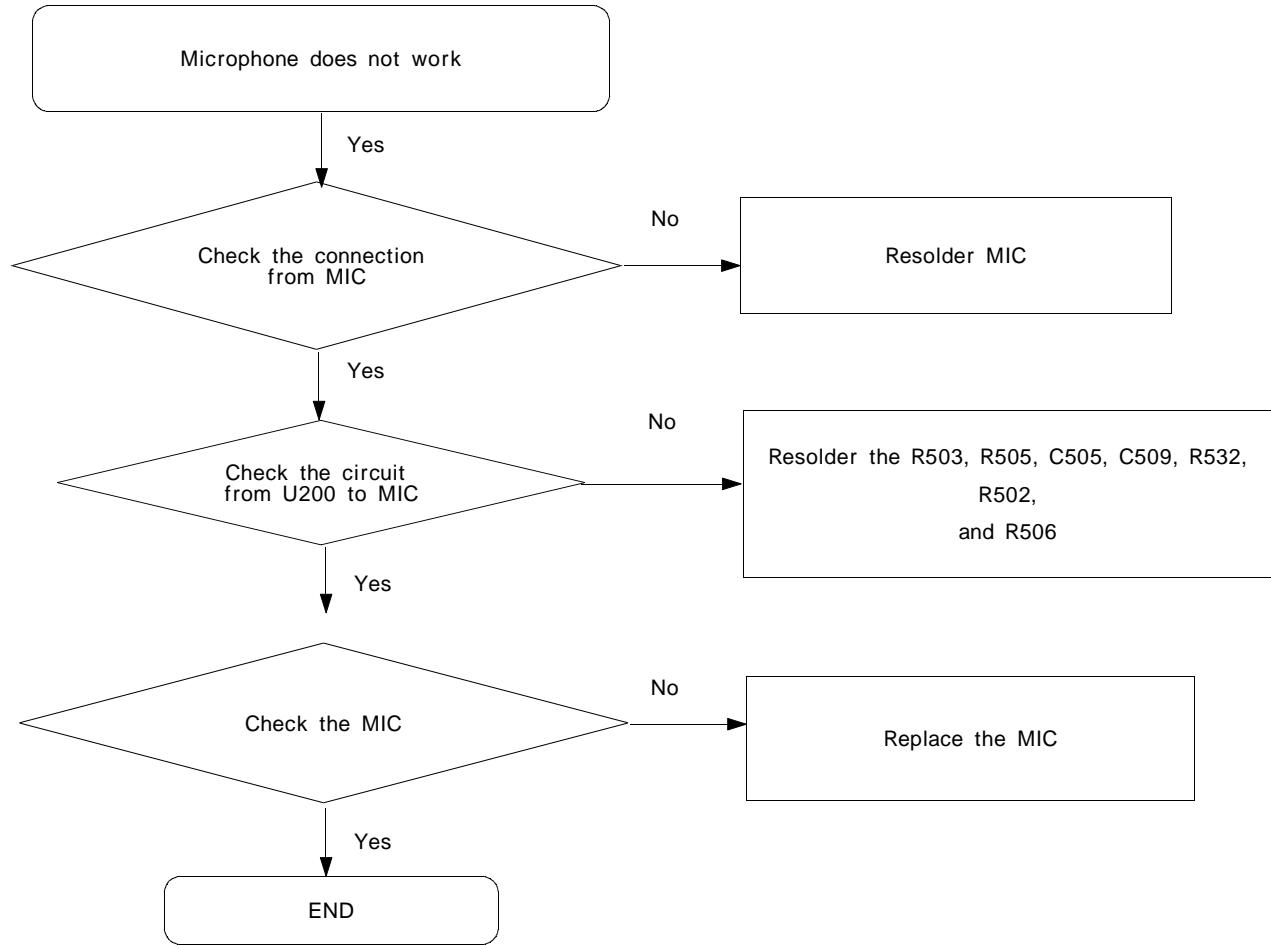 Microphone does not work
Yes
Check the connection
from MIC
No
Resolder MIC
Yes
Check the circuit
from U200 to MIC
No
Resolder the R503, R505, C505, C509, R532,
R502,
and R506
Yes
Check the MIC
No
Replace the MIC
Yes
END